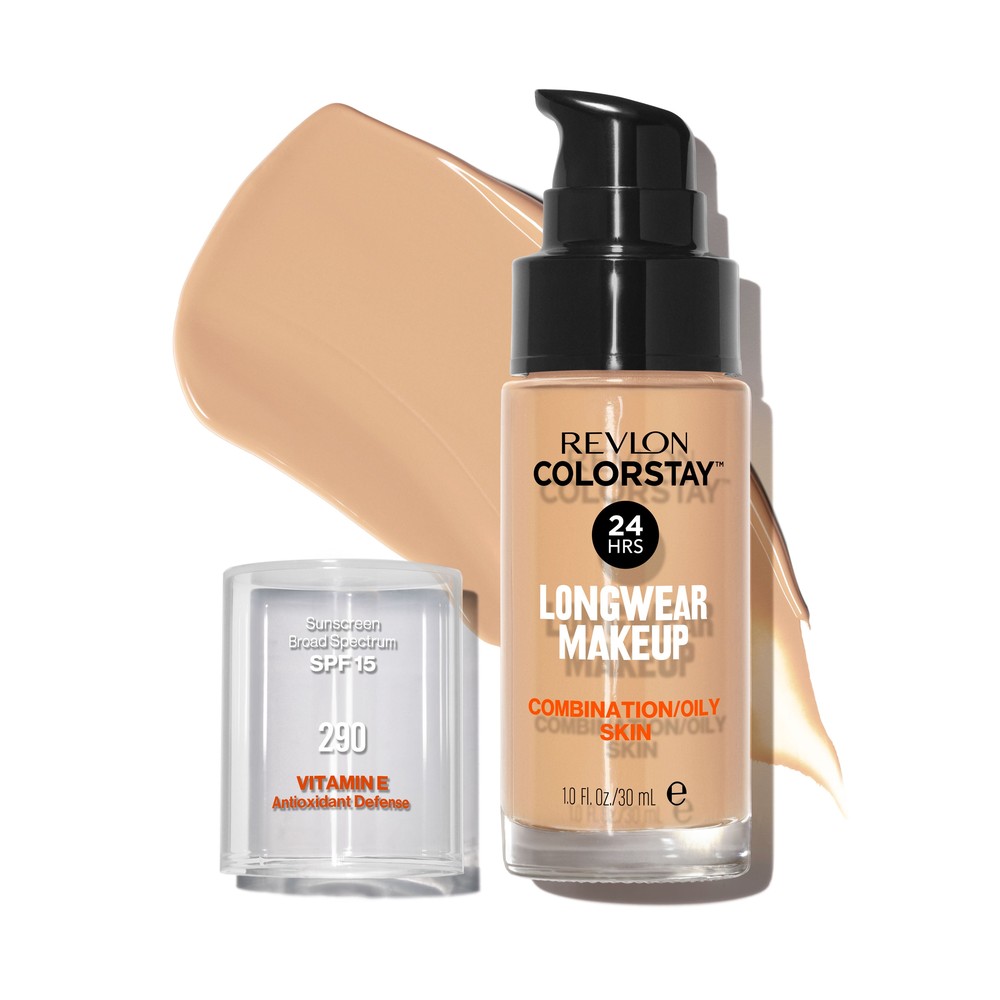 REVLON
COLORSTAY™
24
HRS
LONGWEAR
MAKEUP
COMBINATION/OILY
SKIN
1.0 Fl. Oz./30 mL ℮
Sunscreen
Broad Spectrum
SPF 15
290
VITAMIN E
Antioxidant Defense